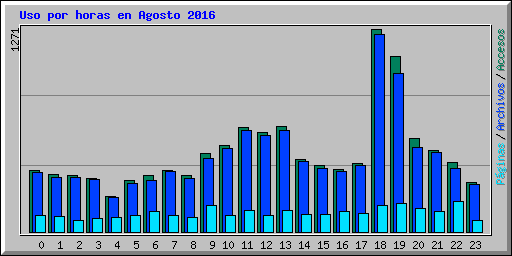 Uso por horas en Agosto 2016
1271
Páginas / Archivos / Accesos
0 1 2 3 4 5 6 7 8 9 10 11 12 13 14 15 16 17 18 19 20 21 22 23